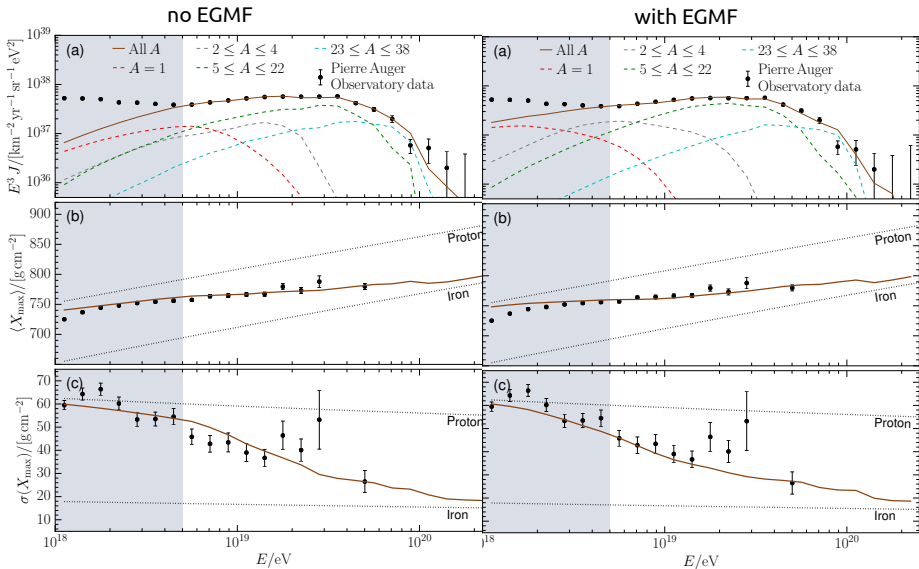 no EGMF
with EGMF
10^39
10^38
10^37
10^36
E^3 J/[km^−2 yr^−1 sr^−1 eV^2]
(a)
All A
A = 1
2 ≤ A ≤ 4
5 ≤ A ≤ 22
23 ≤ A ≤ 38
Pierre Auger
Observatory data
(a)
All A
A = 1
2 ≤ A ≤ 4
5 ≤ A ≤ 22
23 ≤ A ≤ 38
Pierre Auger
Observatory data
900
850
800
750
700
650
⟨X_max⟩/[g cm^−2]
(b)
Proton
Iron
(b)
Proton
Iron
70
60
50
40
30
20
10
σ(X_max)/[g cm^−2]
(c)
Proton
Iron
(c)
Proton
Iron
10^18
10^19
10^20
E/eV
10^19
10^20
E/eV